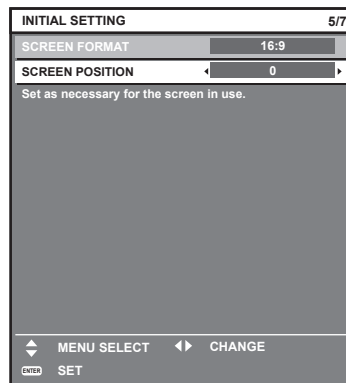 INITIAL SETTING 5/7
SCREEN FORMAT 16:9
SCREEN POSITION 0
Set as necessary for the screen in use.
MENU SELECT CHANGE
ENTER SET